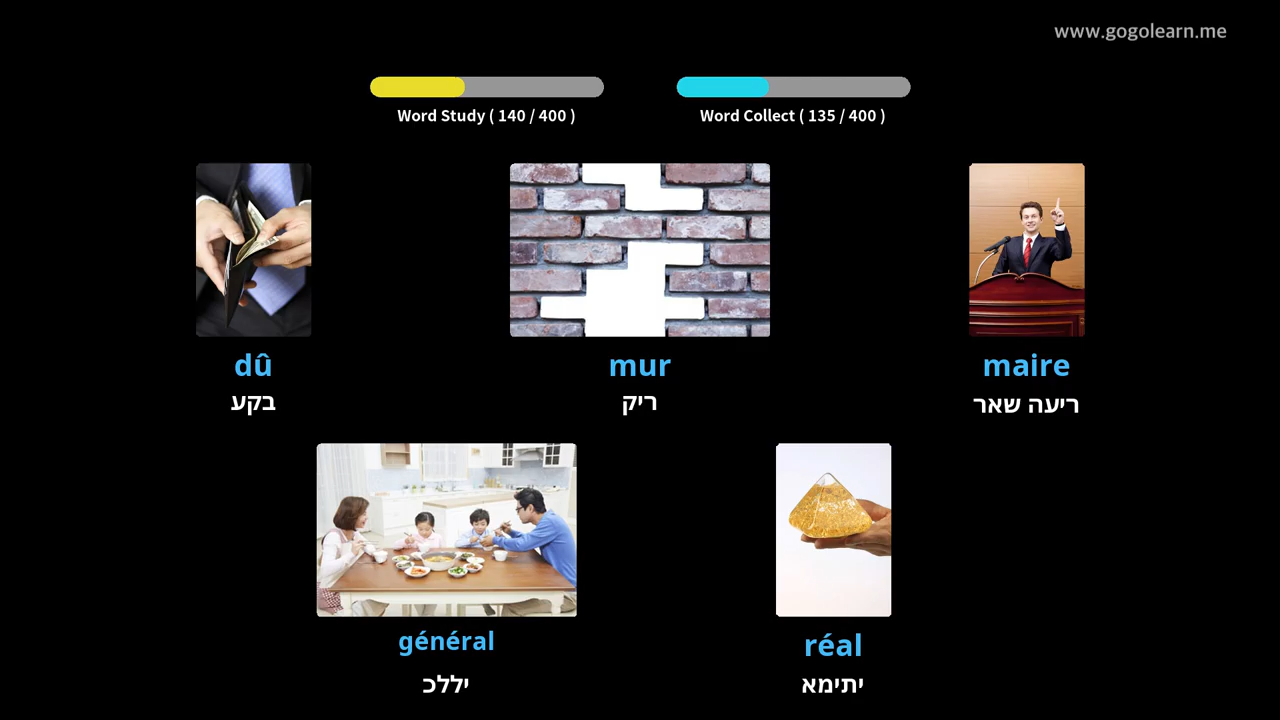 www.gogolearn.me
Word Study ( 140 / 400 )
Word Collect ( 135 / 400 )
dû
בקע
mur
ריק
maire
ריעה שאר
général
יללכ
réal
יתימא